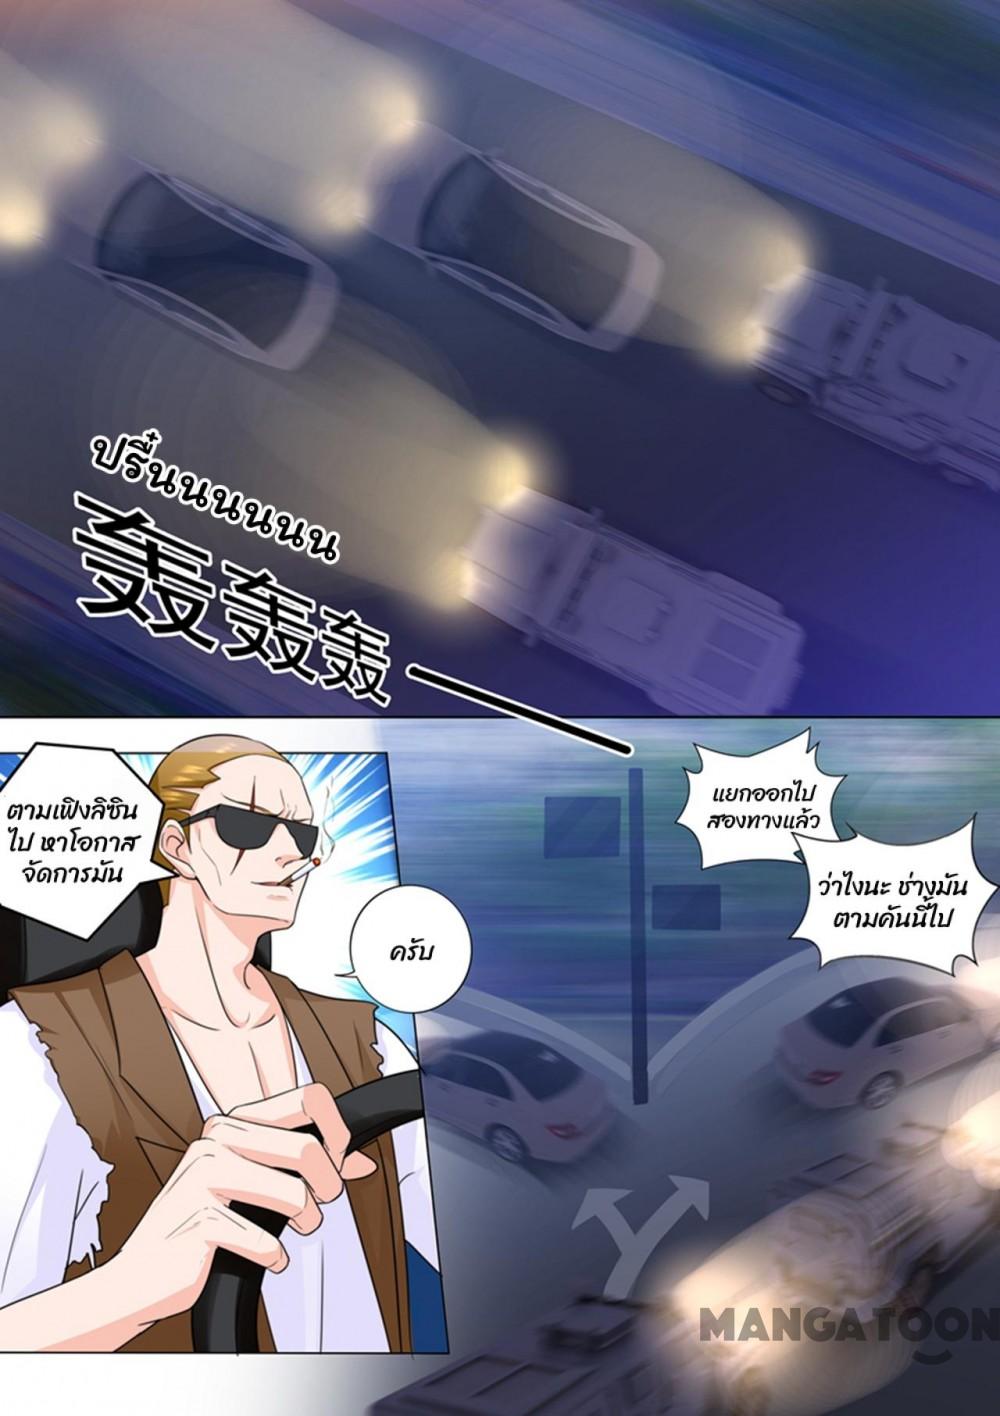 ปรื๋นนนนนนน
轰轰轰
ตามเฟิงลิซิน
ไป หาโอกาส
จัดการมัน
ครับ
แยกออกไป
สองทางแล้ว
ว่าไงนะ ช่างมัน
ตามคันนี้ไป
MANGATOON